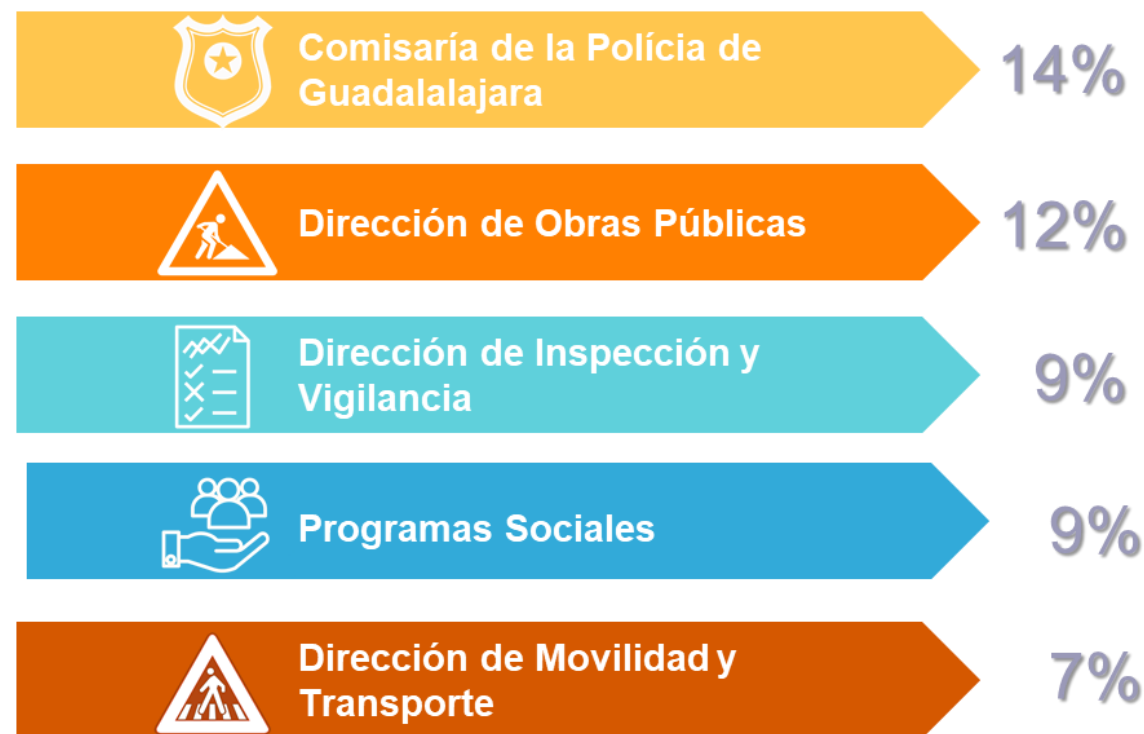 Comisaría de la Polícia de
Guadalalajara
14%
Dirección de Obras Públicas
12%
Dirección de Inspección y
Vigilancia
9%
Programas Sociales
9%
Dirección de Movilidad y
Transporte
7%